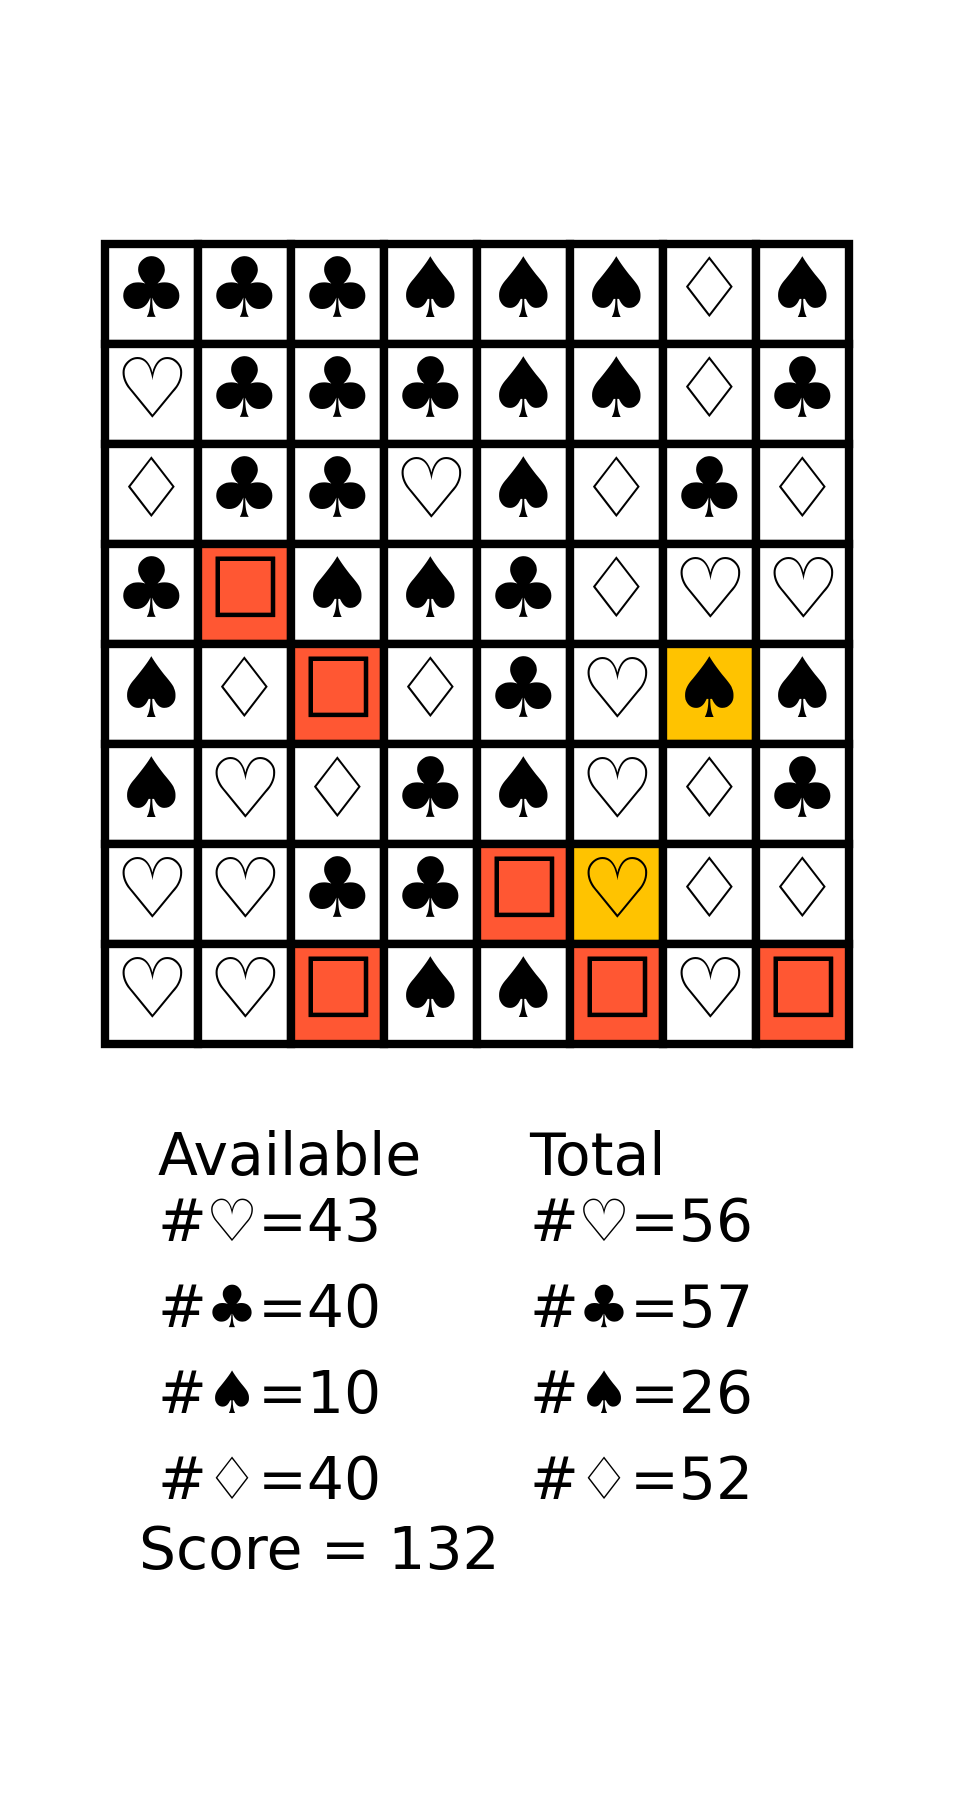 ♣ ♣ ♣ ♠ ♠ ♠ ♢ ♠
♡ ♣ ♣ ♣ ♠ ♠ ♢ ♣
♢ ♣ ♣ ♡ ♠ ♢ ♣ ♢
♣ □ ♠ ♠ ♣ ♢ ♡ ♡
♠ ♢ □ ♢ ♣ ♡ ♠ ♠
♠ ♡ ♢ ♣ ♠ ♡ ♢ ♣
♡ ♡ ♣ ♣ □ ♡ ♢ ♢
♡ ♡ □ ♠ ♠ □ ♡ □
Available Total
#♡=43 #♡=56
#♣=40 #♣=57
#♠=10 #♠=26
#♢=40 #♢=52
Score = 132